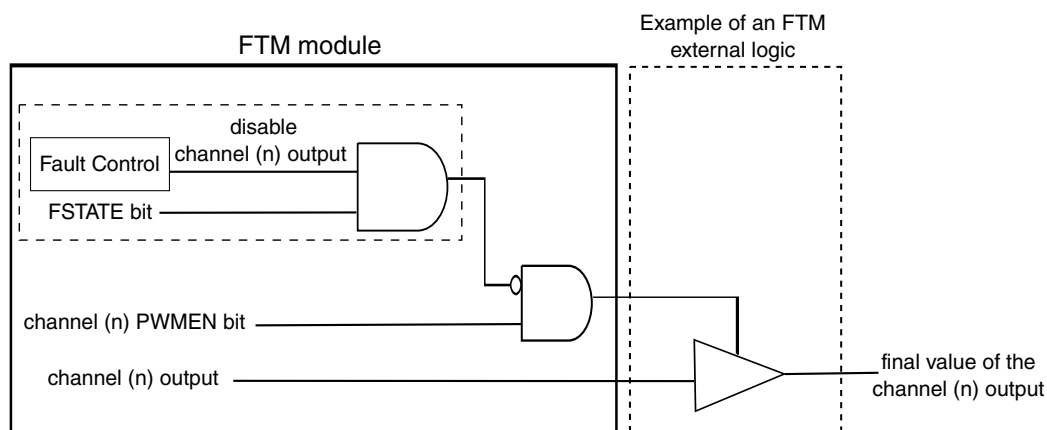 Example of an FTM
external logic
FTM module
disable
channel (n) output
Fault Control
FSTATE bit
channel (n) PWMEN bit
channel (n) output
final value of the
channel (n) output